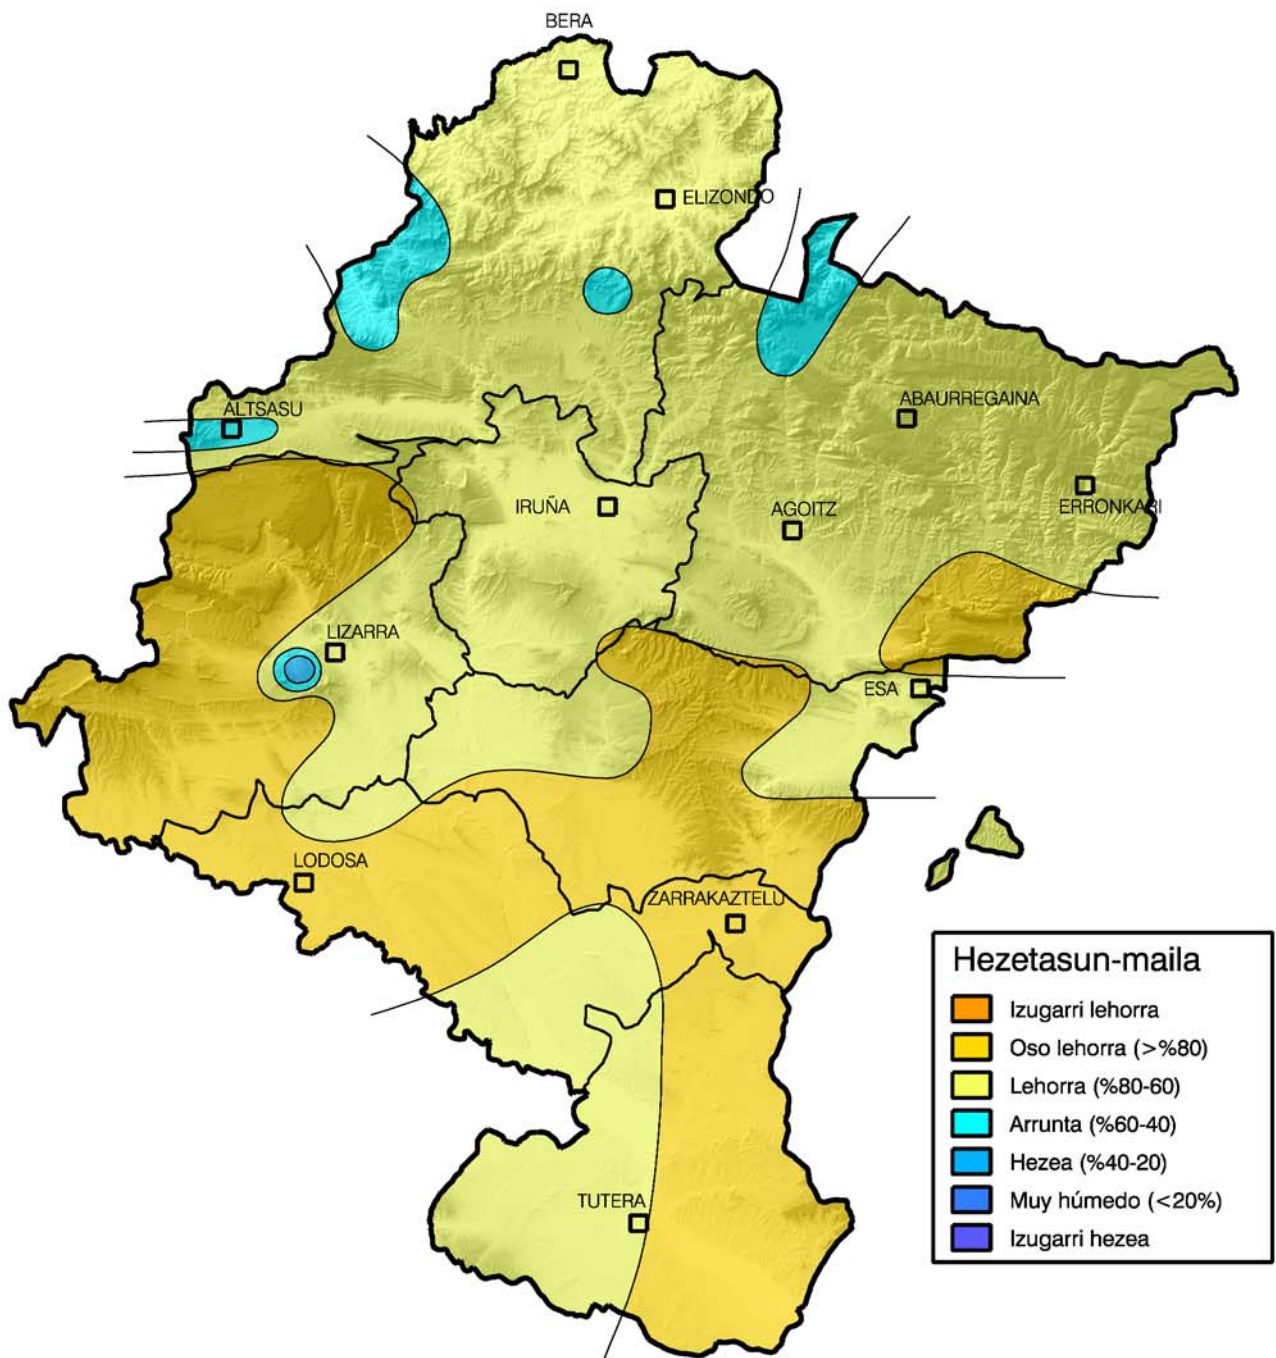 BERA
ELIZONDO
ALTSASU
ABAURREGAINA
IRUÑA
AGOITZ
ERRONKARI
LIZARRA
ESA
LODOSA
ZARRAKAZTELU
TUTERA
Hezetasun-maila
Izugarri lehorra
Oso lehorra (>%80)
Lehorra (%80-60)
Arrunta (%60-40)
Hezea (%40-20)
Muy húmedo (<20%)
Izugarri hezea